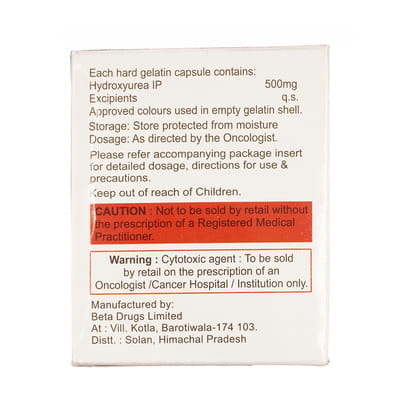 Each hard gelatin capsule contains:
Hydroxyurea IP 500mg
Excipients q.s.
Approved colours used in empty gelatin shell.
Storage: Store protected from moisture
Dosage: As directed by the Oncologist.
Please refer accompanying package insert
for detailed dosage, directions for use &
precautions.
Keep out of reach of Children.
CAUTION : Not to be sold by retail without
the prescription of a Registered Medical
Practitioner.
Warning : Cytotoxic agent : To be sold
by retail on the prescription of an
Oncologist /Cancer Hospital / Institution only.
Manufactured by:
Beta Drugs Limited
At : Vill. Kotla, Barotiwala-174 103.
Distt. : Solan, Himachal Pradesh